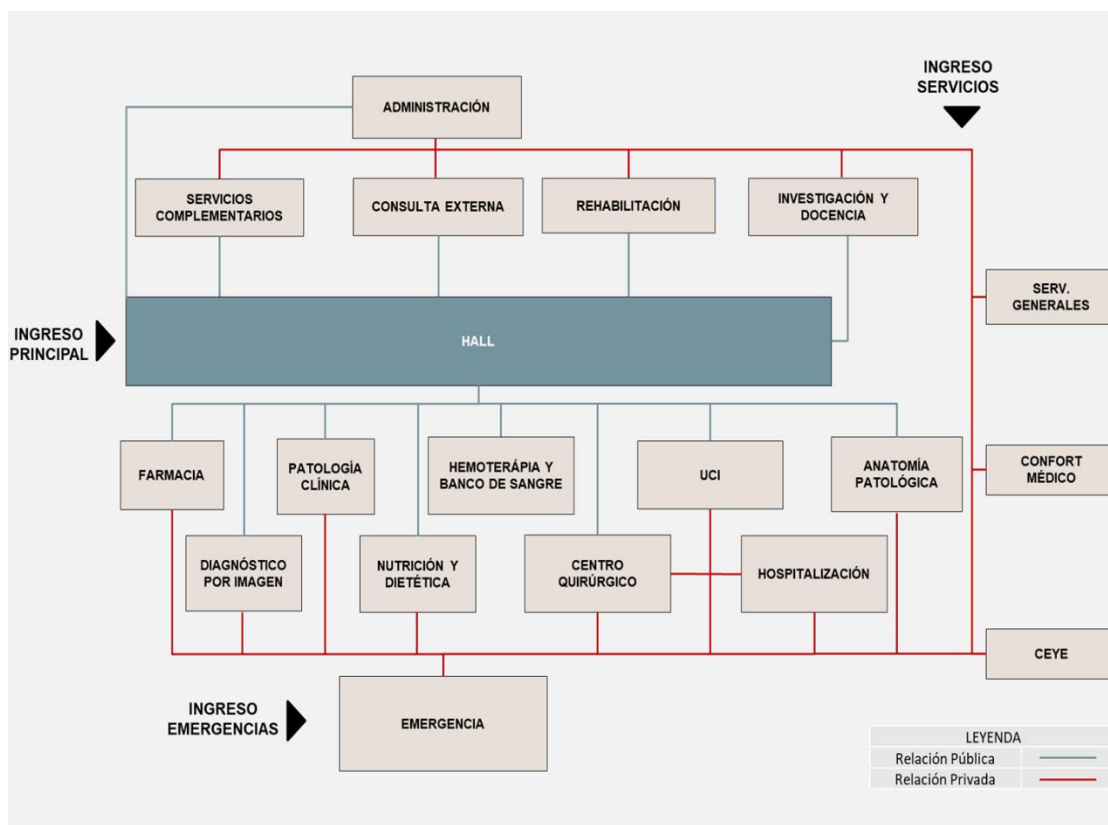 INGRESO
SERVICIOS
ADMINISTRACIÓN
SERVICIOS
COMPLEMENTARIOS
CONSULTA EXTERNA
REHABILITACIÓN
INVESTIGACIÓN Y
DOCENCIA
SERV.
GENERALES
INGRESO
PRINCIPAL
HALL
FARMACIA
PATOLOGÍA
CLÍNICA
HEMOTERÁPIA Y
BANCO DE SANGRE
UCI
ANATOMÍA
PATOLÓGICA
CONFORT
MÉDICO
DIAGNÓSTICO
POR IMAGEN
NUTRICIÓN Y
DIETÉTICA
CENTRO
QUIRÚRGICO
HOSPITALIZACIÓN
CEYE
INGRESO
EMERGENCIAS
EMERGENCIA
LEYENDA
Relación Pública
Relación Privada